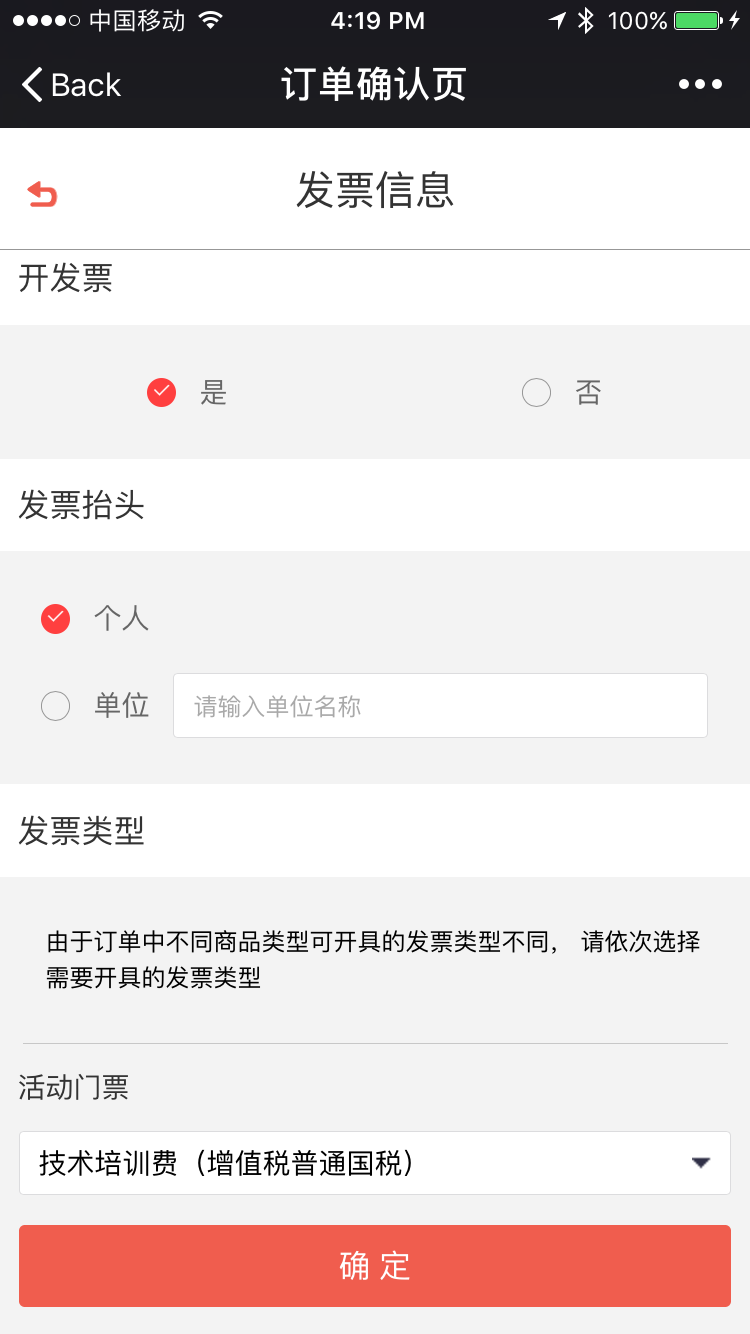 中国移动 4:19 PM 100%
Back 订单确认页
发票信息
开发票
是 否
发票抬头
个人
单位 请输入单位名称
发票类型
由于订单中不同商品类型可开具的发票类型不同， 请依次选择
需要开具的发票类型
活动门票
技术培训费（增值税普通国税）
确 定